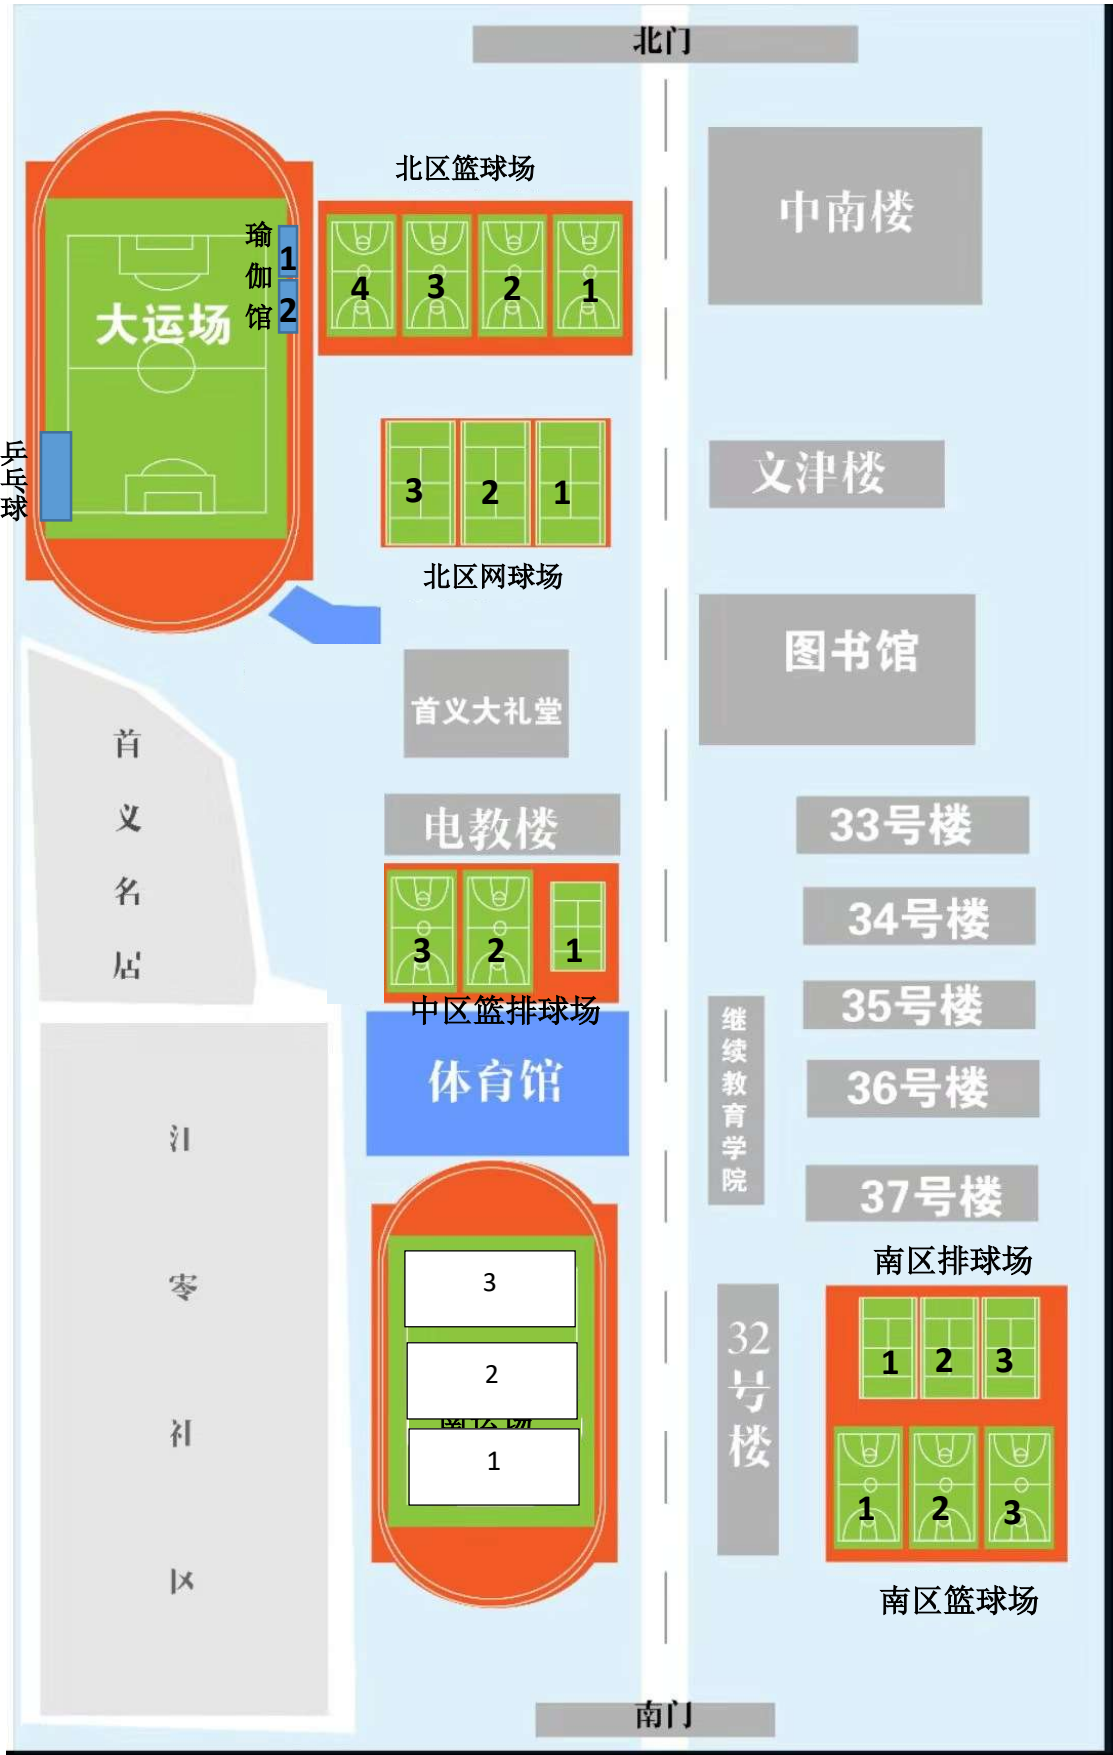 北门
北区篮球场
中南楼
瑜伽馆
1
2
4
3
2
1
大运场
乒乓球
3
2
1
文津楼
北区网球场
图书馆
首义大礼堂
首义名居
电教楼
33号楼
34号楼
3
2
1
中区篮排球场
35号楼
继续教育学院
体育馆
36号楼
社区
37号楼
南区排球场
3
2
1
32号楼
1
2
3
1
2
3
南区篮球场
南门